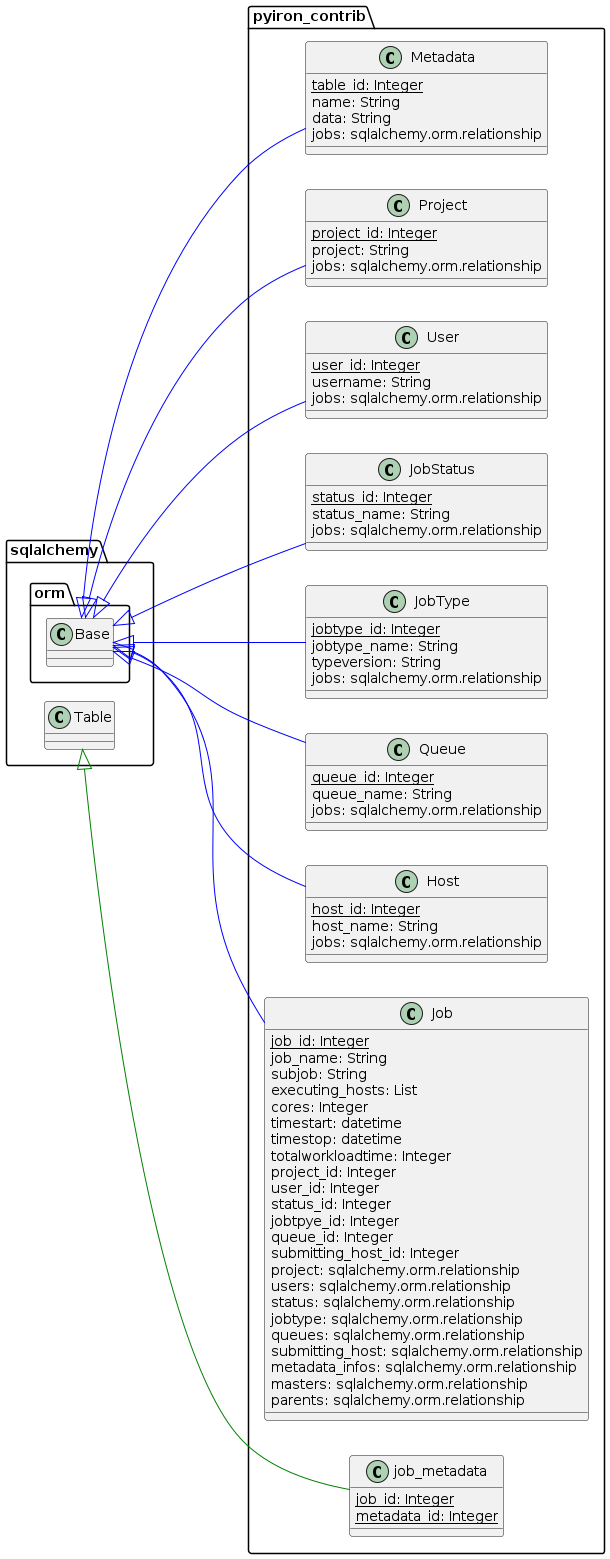 pyiron_contrib
C Metadata
table_id: Integer
name: String
data: String
jobs: sqlalchemy.orm.relationship
C Project
project_id: Integer
project: String
jobs: sqlalchemy.orm.relationship
C User
user_id: Integer
username: String
jobs: sqlalchemy.orm.relationship
C JobStatus
status_id: Integer
status_name: String
jobs: sqlalchemy.orm.relationship
sqlalchemy
orm
C Base
C Table
C JobType
jobtype_id: Integer
jobtype_name: String
typeversion: String
jobs: sqlalchemy.orm.relationship
C Queue
queue_id: Integer
queue_name: String
jobs: sqlalchemy.orm.relationship
C Host
host_id: Integer
host_name: String
jobs: sqlalchemy.orm.relationship
C Job
job_id: Integer
job_name: String
subjob: String
executing_hosts: List
cores: Integer
timestart: datetime
timestop: datetime
totalworkloadtime: Integer
project_id: Integer
user_id: Integer
status_id: Integer
jobtpye_id: Integer
queue_id: Integer
submitting_host_id: Integer
project: sqlalchemy.orm.relationship
users: sqlalchemy.orm.relationship
status: sqlalchemy.orm.relationship
jobtype: sqlalchemy.orm.relationship
queues: sqlalchemy.orm.relationship
submitting_host: sqlalchemy.orm.relationship
metadata_infos: sqlalchemy.orm.relationship
masters: sqlalchemy.orm.relationship
parents: sqlalchemy.orm.relationship
C job_metadata
job_id: Integer
metadata_id: Integer